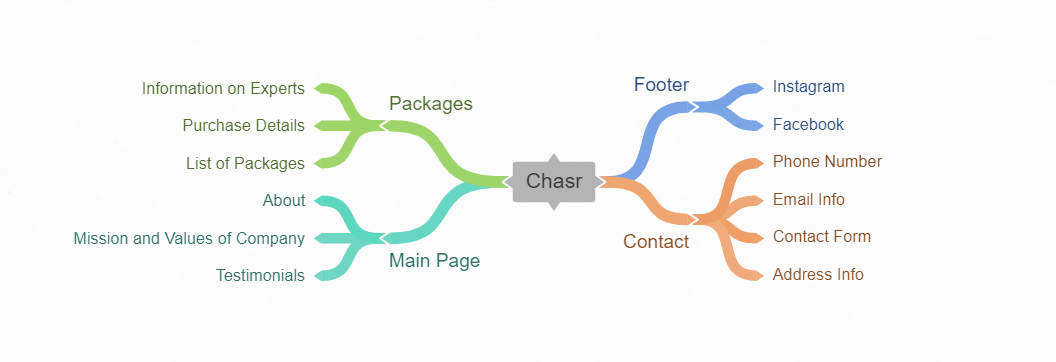 Chasr
Packages
Information on Experts
Purchase Details
List of Packages
Main Page
About
Mission and Values of Company
Testimonials
Footer
Instagram
Facebook
Contact
Phone Number
Email Info
Contact Form
Address Info